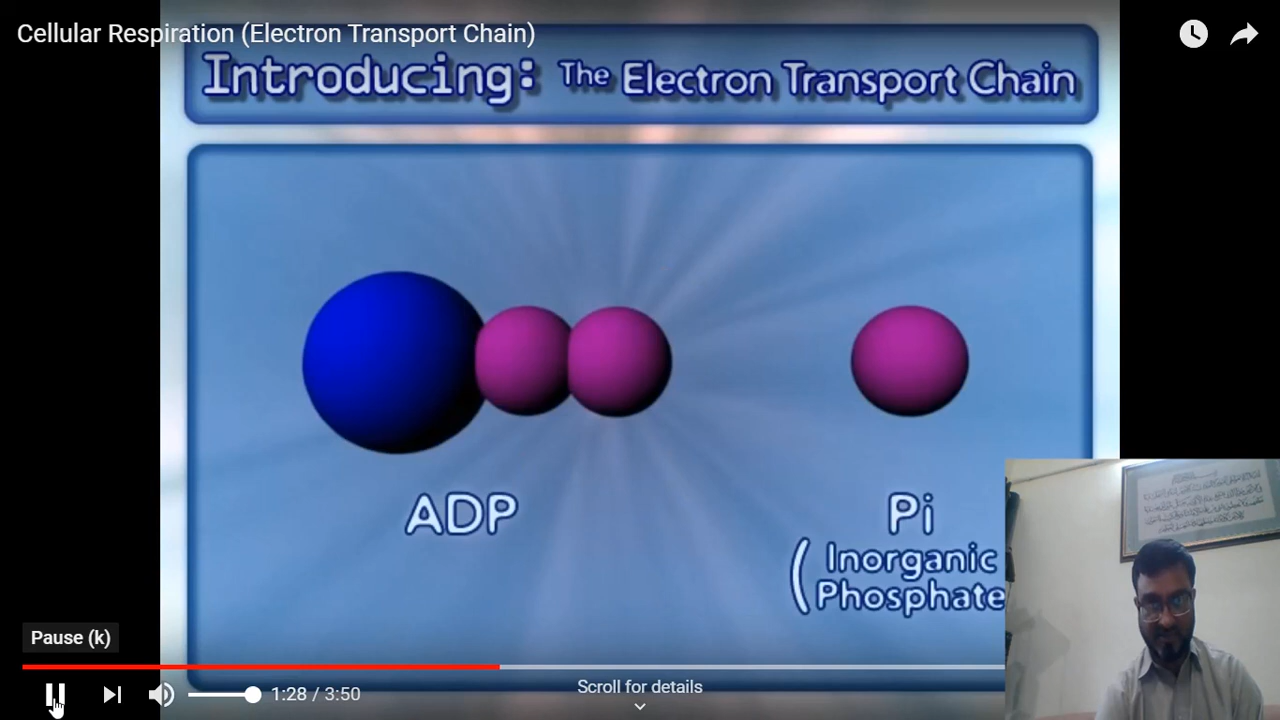 Cellular Respiration (Electron Transport Chain)
Introducing: The Electron Transport Chain
ADP
Pi
(Inorganic
Phosphate
Pause (k)
1:28 / 3:50
Scroll for details